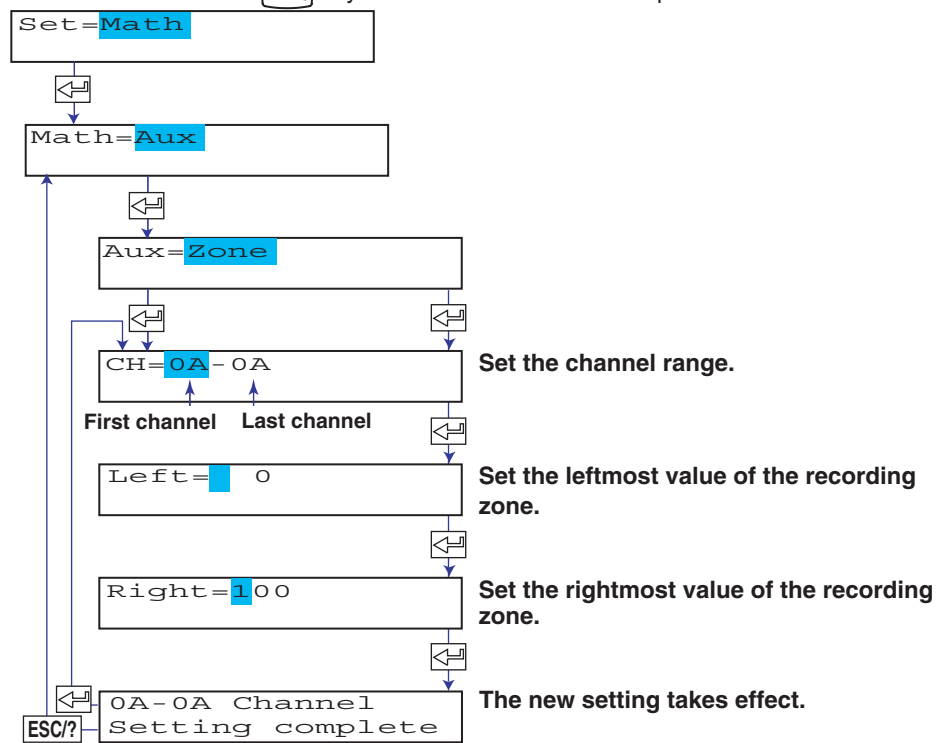 Set=Math
Math=Aux
Aux=Zone
CH=0A-0A
Set the channel range.
First channel Last channel
Left= 0
Set the leftmost value of the recording
zone.
Right=100
Set the rightmost value of the recording
zone.
0A-0A Channel
Setting complete
The new setting takes effect.
ESC/?